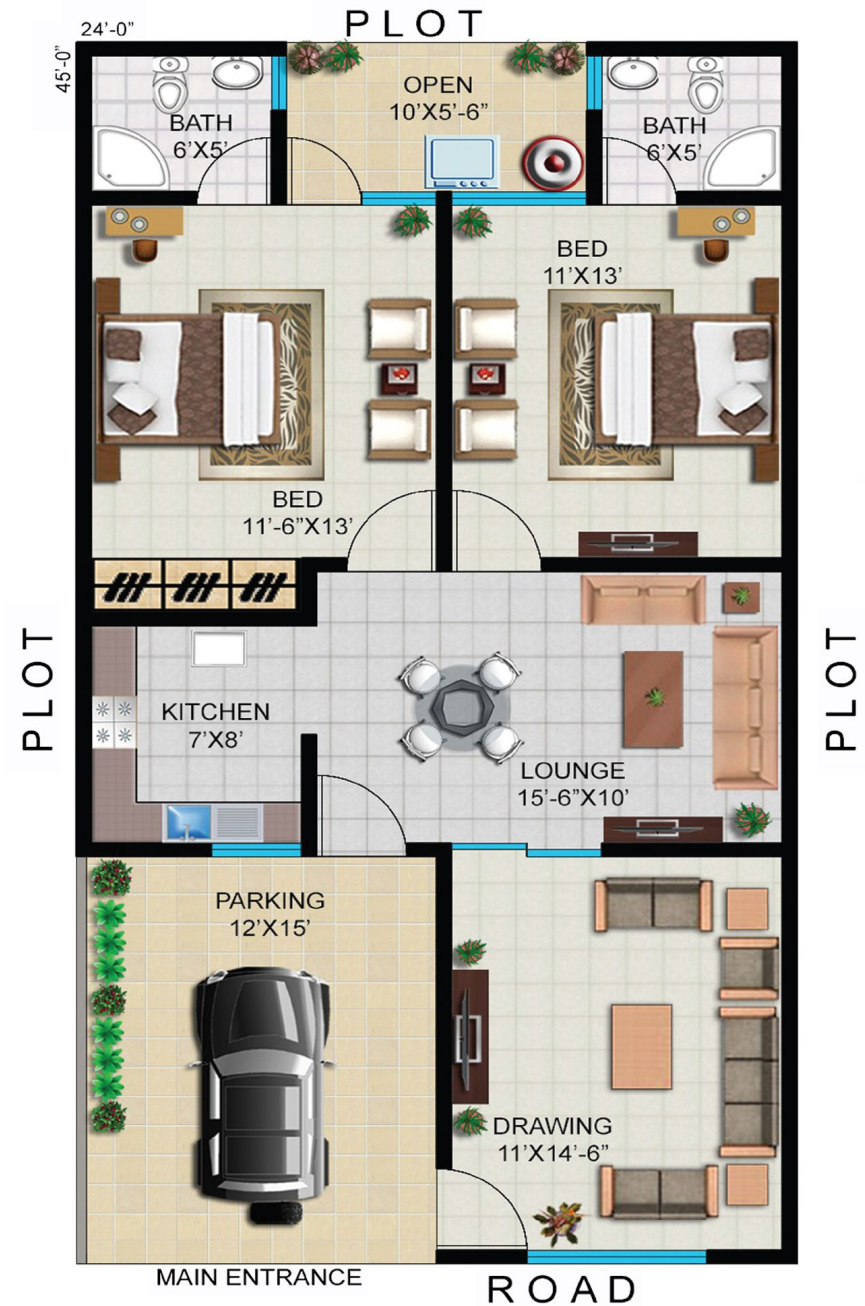 PLOT
24'-0"
45'-0"
OPEN
10'X5'-6"
BATH
6'X5'
BATH
6'X5'
BED
11'X13'
BED
11'-6"X13'
PLOT
PLOT
KITCHEN
7'X8'
LOUNGE
15'-6"X10'
PARKING
12'X15'
DRAWING
11'X14'-6"
MAIN ENTRANCE
ROAD